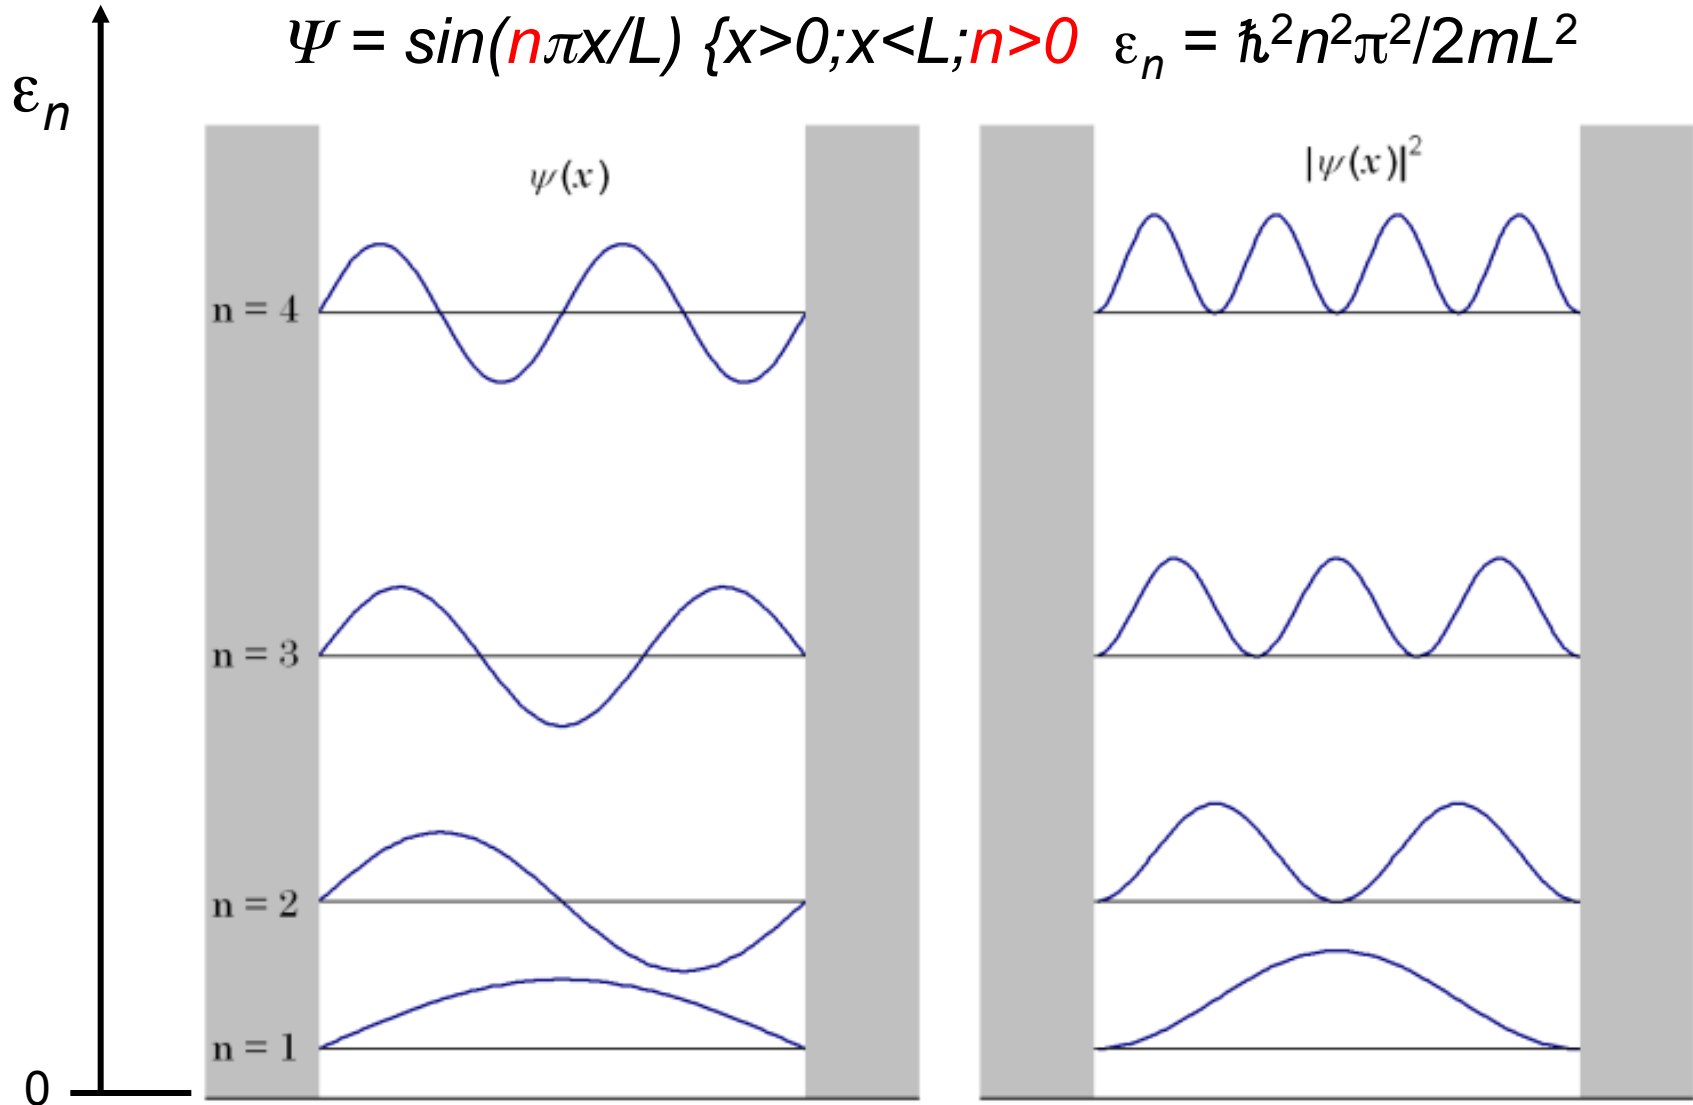 Ψ = sin(nπx/L) {x>0;x<L;n>0 εₙ = ℏ²n²π²/2mL²
εₙ
ψ(x)
|ψ(x)|²
n = 4
n = 3
n = 2
n = 1
0